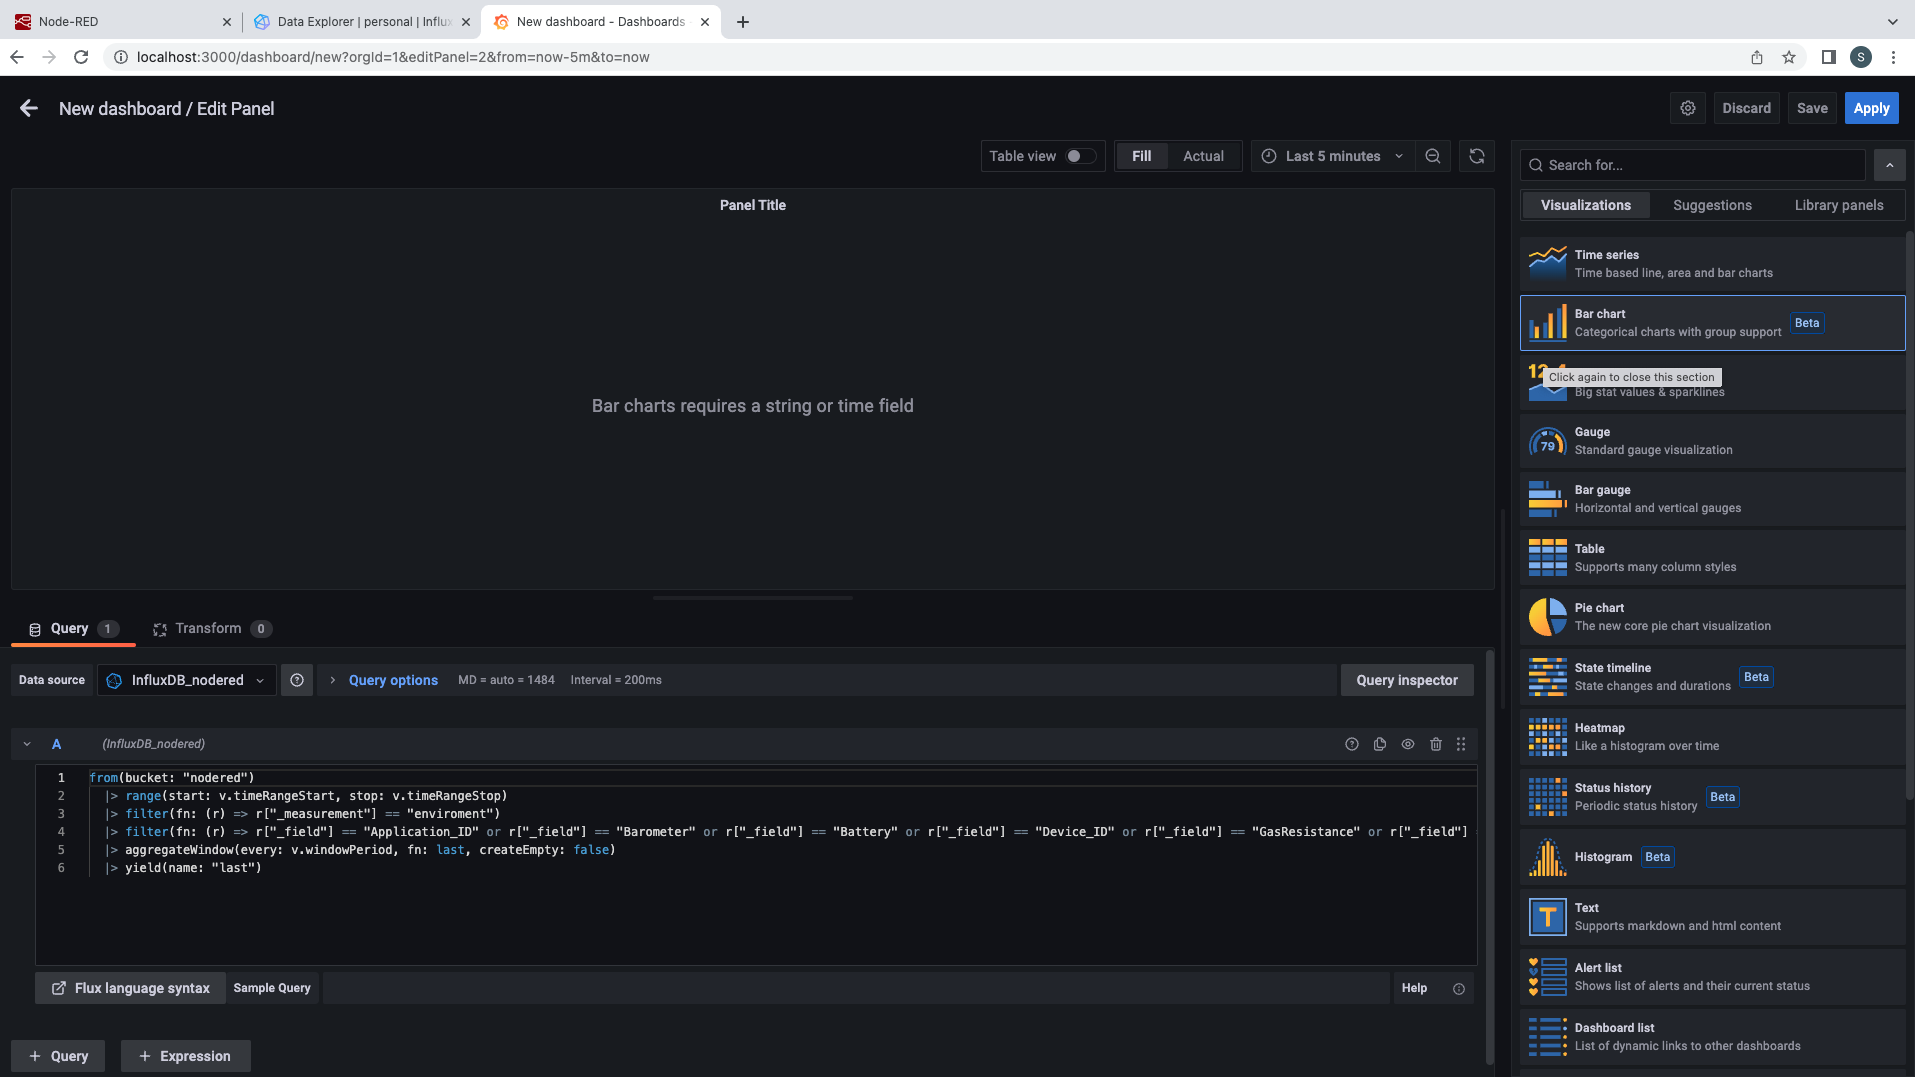 Node-RED
Data Explorer | personal | Influx
New dashboard - Dashboards
localhost:3000/dashboard/new?orgId=1&editPanel=2&from=now-5m&to=now
S
New dashboard / Edit Panel
Discard
Save
Apply
Table view
Fill
Actual
Last 5 minutes
Search for...
Visualizations
Suggestions
Library panels
Panel Title
Bar charts requires a string or time field
Time series
Time based line, area and bar charts
Bar chart
Categorical charts with group support
Beta
Click again to close this section
Big stat values & sparklines
79
Gauge
Standard gauge visualization
Bar gauge
Horizontal and vertical gauges
Table
Supports many column styles
Pie chart
The new core pie chart visualization
State timeline
State changes and durations
Beta
Heatmap
Like a histogram over time
Status history
Periodic status history
Beta
Histogram
Beta
T
Text
Supports markdown and html content
Alert list
Shows list of alerts and their current status
Dashboard list
List of dynamic links to other dashboards
Query 1
Transform 0
Data source
InfluxDB_nodered
Query options
MD = auto = 1484
Interval = 200ms
Query inspector
A
(InfluxDB_nodered)
1 from(bucket: "nodered")
2 |> range(start: v.timeRangeStart, stop: v.timeRangeStop)
3 |> filter(fn: (r) => r["_measurement"] == "enviroment")
4 |> filter(fn: (r) => r["_field"] == "Application_ID" or r["_field"] == "Barometer" or r["_field"] == "Battery" or r["_field"] == "Device_ID" or r["_field"] == "GasResistance" or r["_field"]
5 |> aggregateWindow(every: v.windowPeriod, fn: last, createEmpty: false)
6 |> yield(name: "last")
Flux language syntax
Sample Query
Help
+ Query
+ Expression